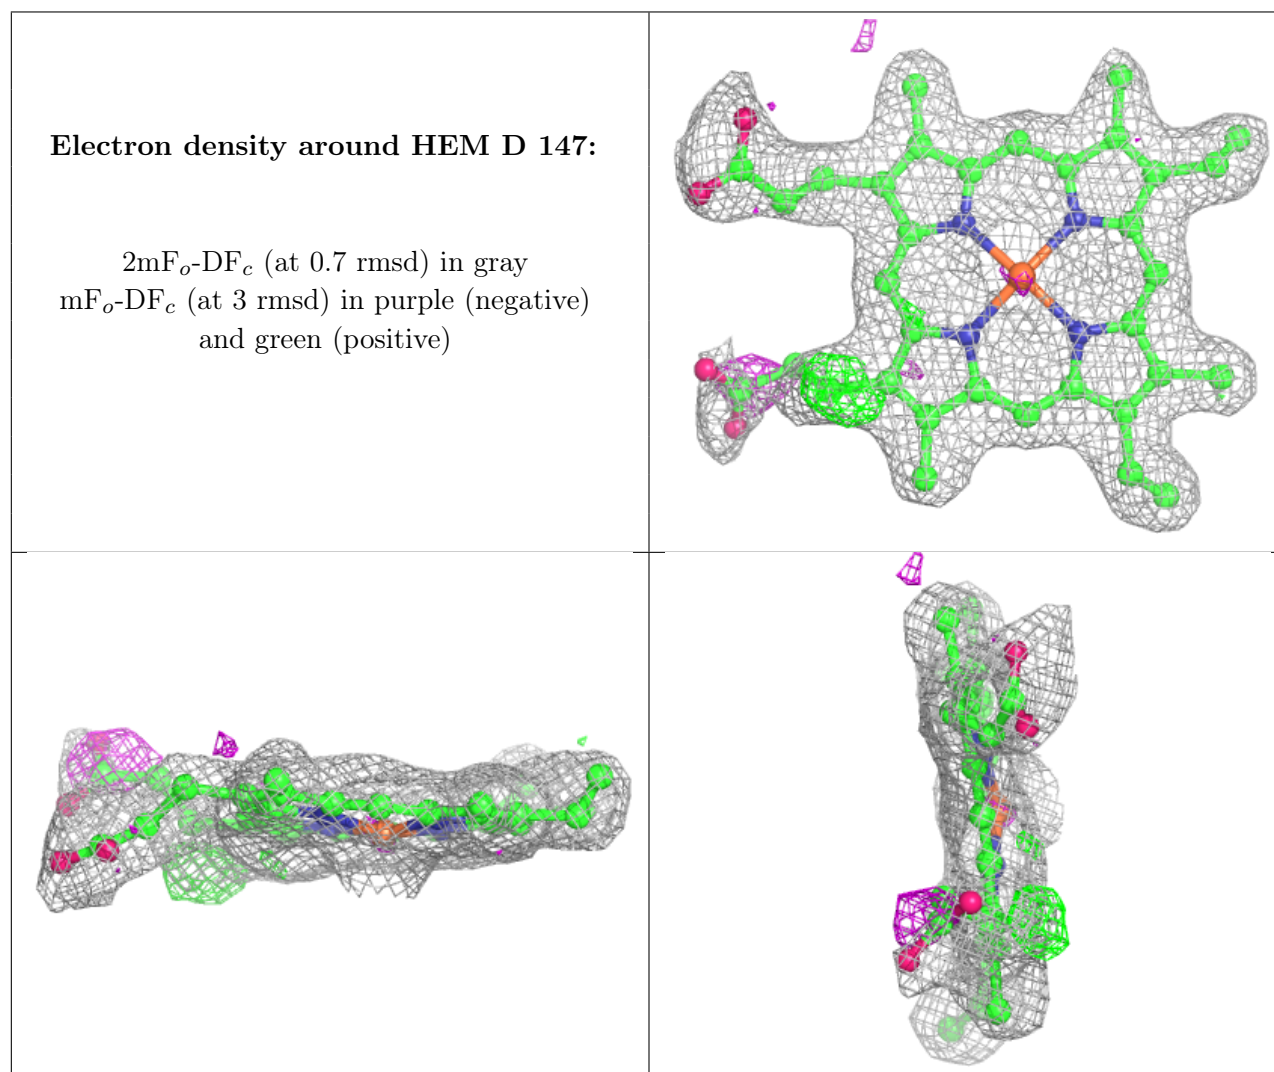 Electron density around HEM D 147:
2mFo-DFc (at 0.7 rmsd) in gray
mFo-DFc (at 3 rmsd) in purple (negative)
and green (positive)